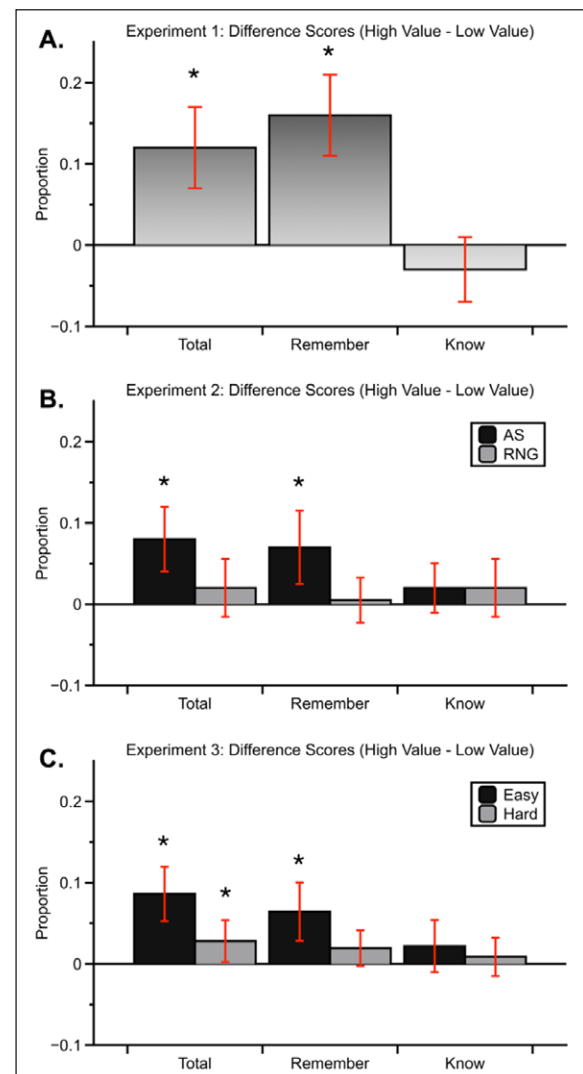 A.
Experiment 1: Difference Scores (High Value - Low Value)
*
*
0.2
0.1
0
−0.1
Proportion
Total Remember Know
B.
Experiment 2: Difference Scores (High Value - Low Value)
AS
RNG
*
*
0.2
0.1
0
−0.1
Proportion
Total Remember Know
C.
Experiment 3: Difference Scores (High Value - Low Value)
Easy
Hard
*
*
*
0.2
0.1
0
−0.1
Proportion
Total Remember Know